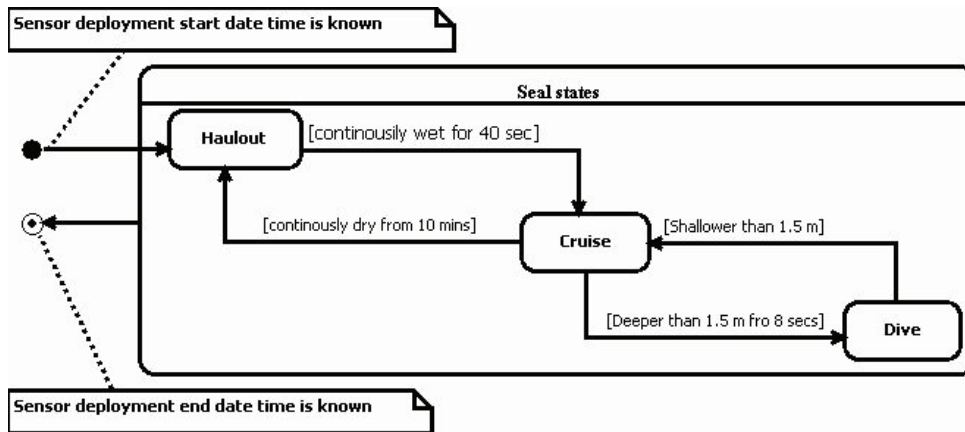 Sensor deployment start date time is known
Seal states
Haulout
[continousily wet for 40 sec]
[continously dry from 10 mins]
Cruise
[Shallower than 1.5 m]
[Deeper than 1.5 m fro 8 secs]
Dive
Sensor deployment end date time is known